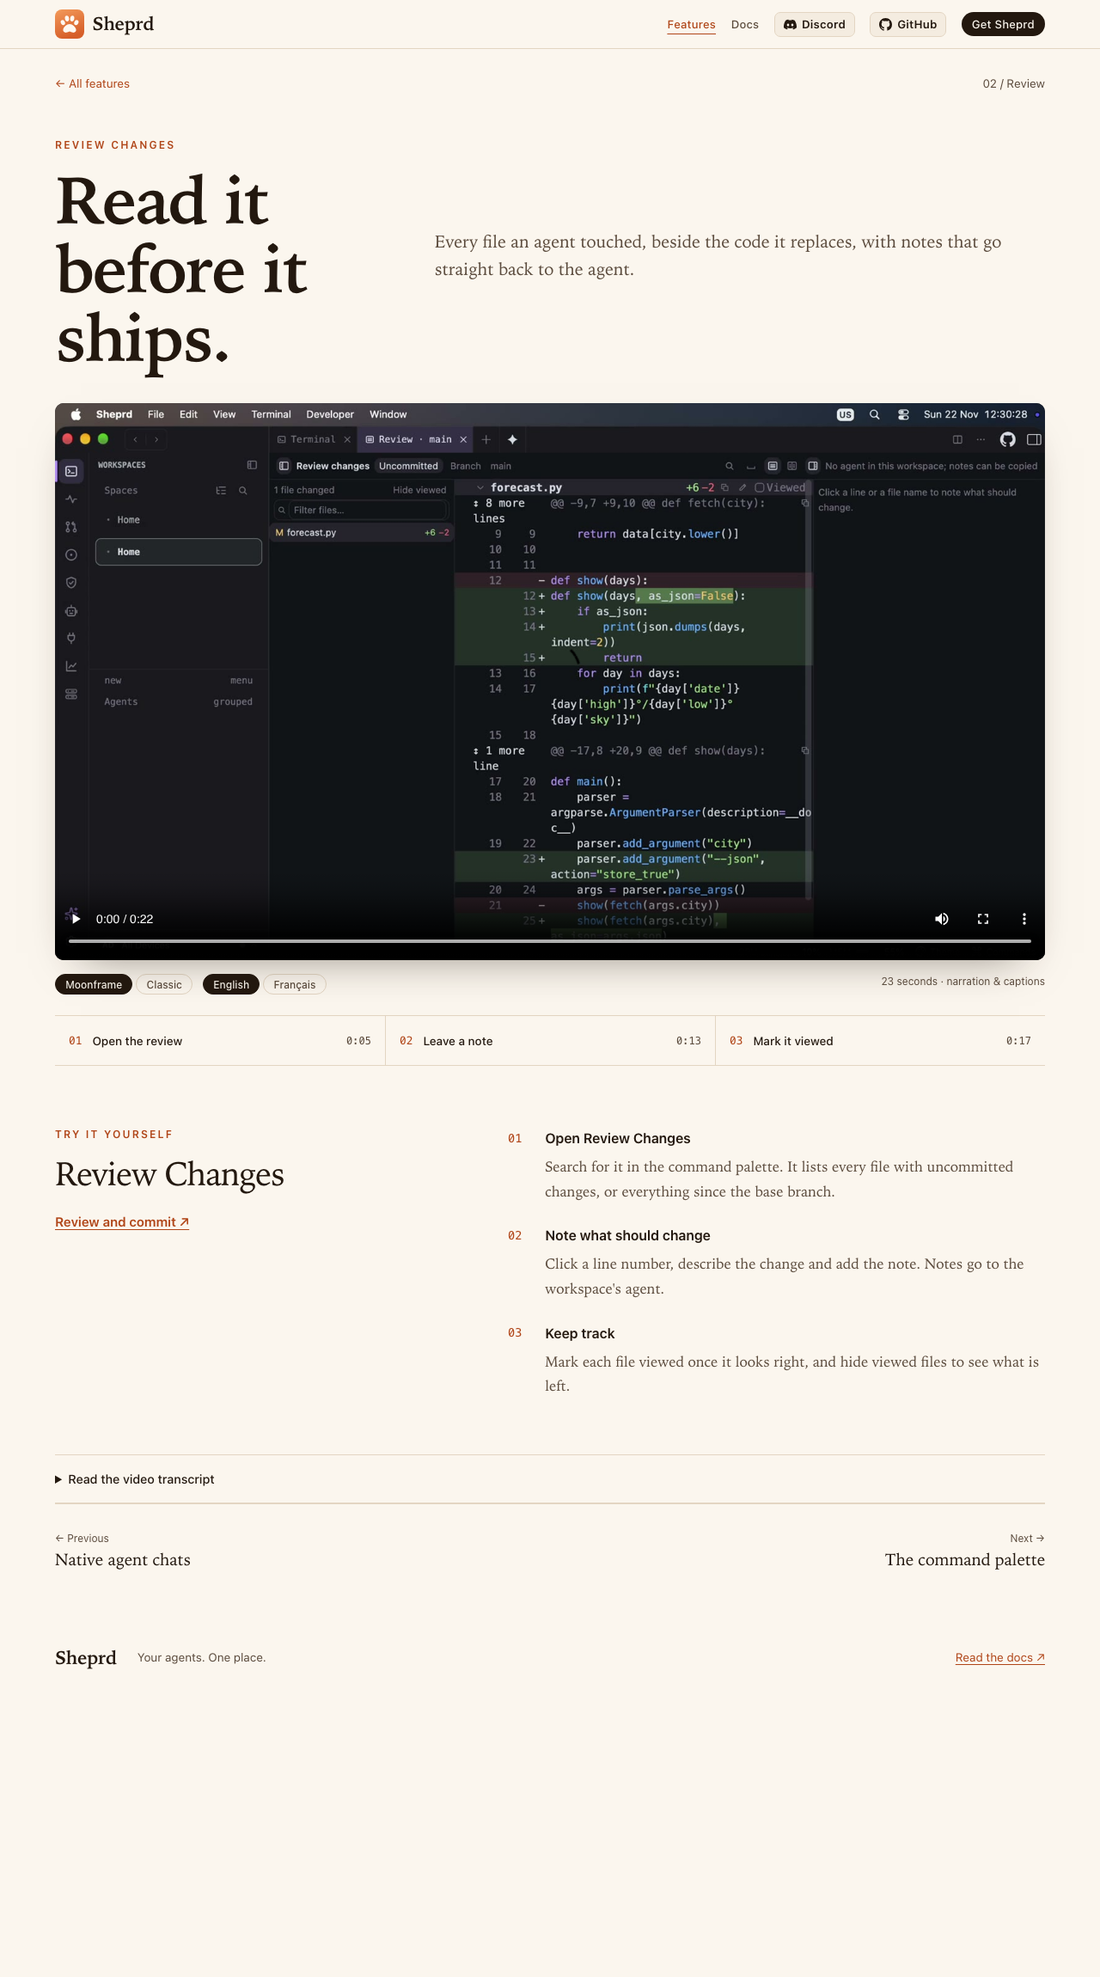 Sheprd
Features
Docs
Discord
GitHub
Get Sheprd
← All features
02 / Review
REVIEW CHANGES
Read it
before it
ships.
Every file an agent touched, beside the code it replaces, with notes that go
straight back to the agent.
Sheprd File Edit View Terminal Developer Window
US
Sun 22 Nov 12:30:28
Terminal ×
Review · main ×
WORKSPACES
Spaces
Home
Home
new menu
Agents grouped
Review changes Uncommitted Branch main
No agent in this workspace; notes can be copied
1 file changed Hide viewed
Filter files...
M forecast.py +6 −2
forecast.py +6 −2 Viewed
Click a line or a file name to note what should
change.
↕ 8 more @@ -9,7 +9,10 @@ def fetch(city):
lines
9 9 return data[city.lower()]
10 10
11 11
12 − def show(days):
12 + def show(days, as_json=False):
13 + if as_json:
14 + print(json.dumps(days,
indent=2))
15 + return
13 16 for day in days:
14 17 print(f"{day['date']}
{day['high']}°/{day['low']}°
{day['sky']}")
15 18
↕ 1 more @@ -17,8 +20,9 @@ def show(days):
line
17 20 def main():
18 21 parser =
argparse.ArgumentParser(description=__do
c__)
19 22 parser.add_argument("city")
23 + parser.add_argument("--json",
action="store_true")
20 24 args = parser.parse_args()
21 − show(fetch(args.city))
25 + show(fetch(args.city),
as_json=args.json)
0:00 / 0:22
Moonframe
Classic
English
Français
23 seconds · narration & captions
01 Open the review 0:05
02 Leave a note 0:13
03 Mark it viewed 0:17
TRY IT YOURSELF
Review Changes
Review and commit ↗
01 Open Review Changes
Search for it in the command palette. It lists every file with uncommitted
changes, or everything since the base branch.
02 Note what should change
Click a line number, describe the change and add the note. Notes go to the
workspace's agent.
03 Keep track
Mark each file viewed once it looks right, and hide viewed files to see what is
left.
▶ Read the video transcript
← Previous
Native agent chats
Next →
The command palette
Sheprd
Your agents. One place.
Read the docs ↗